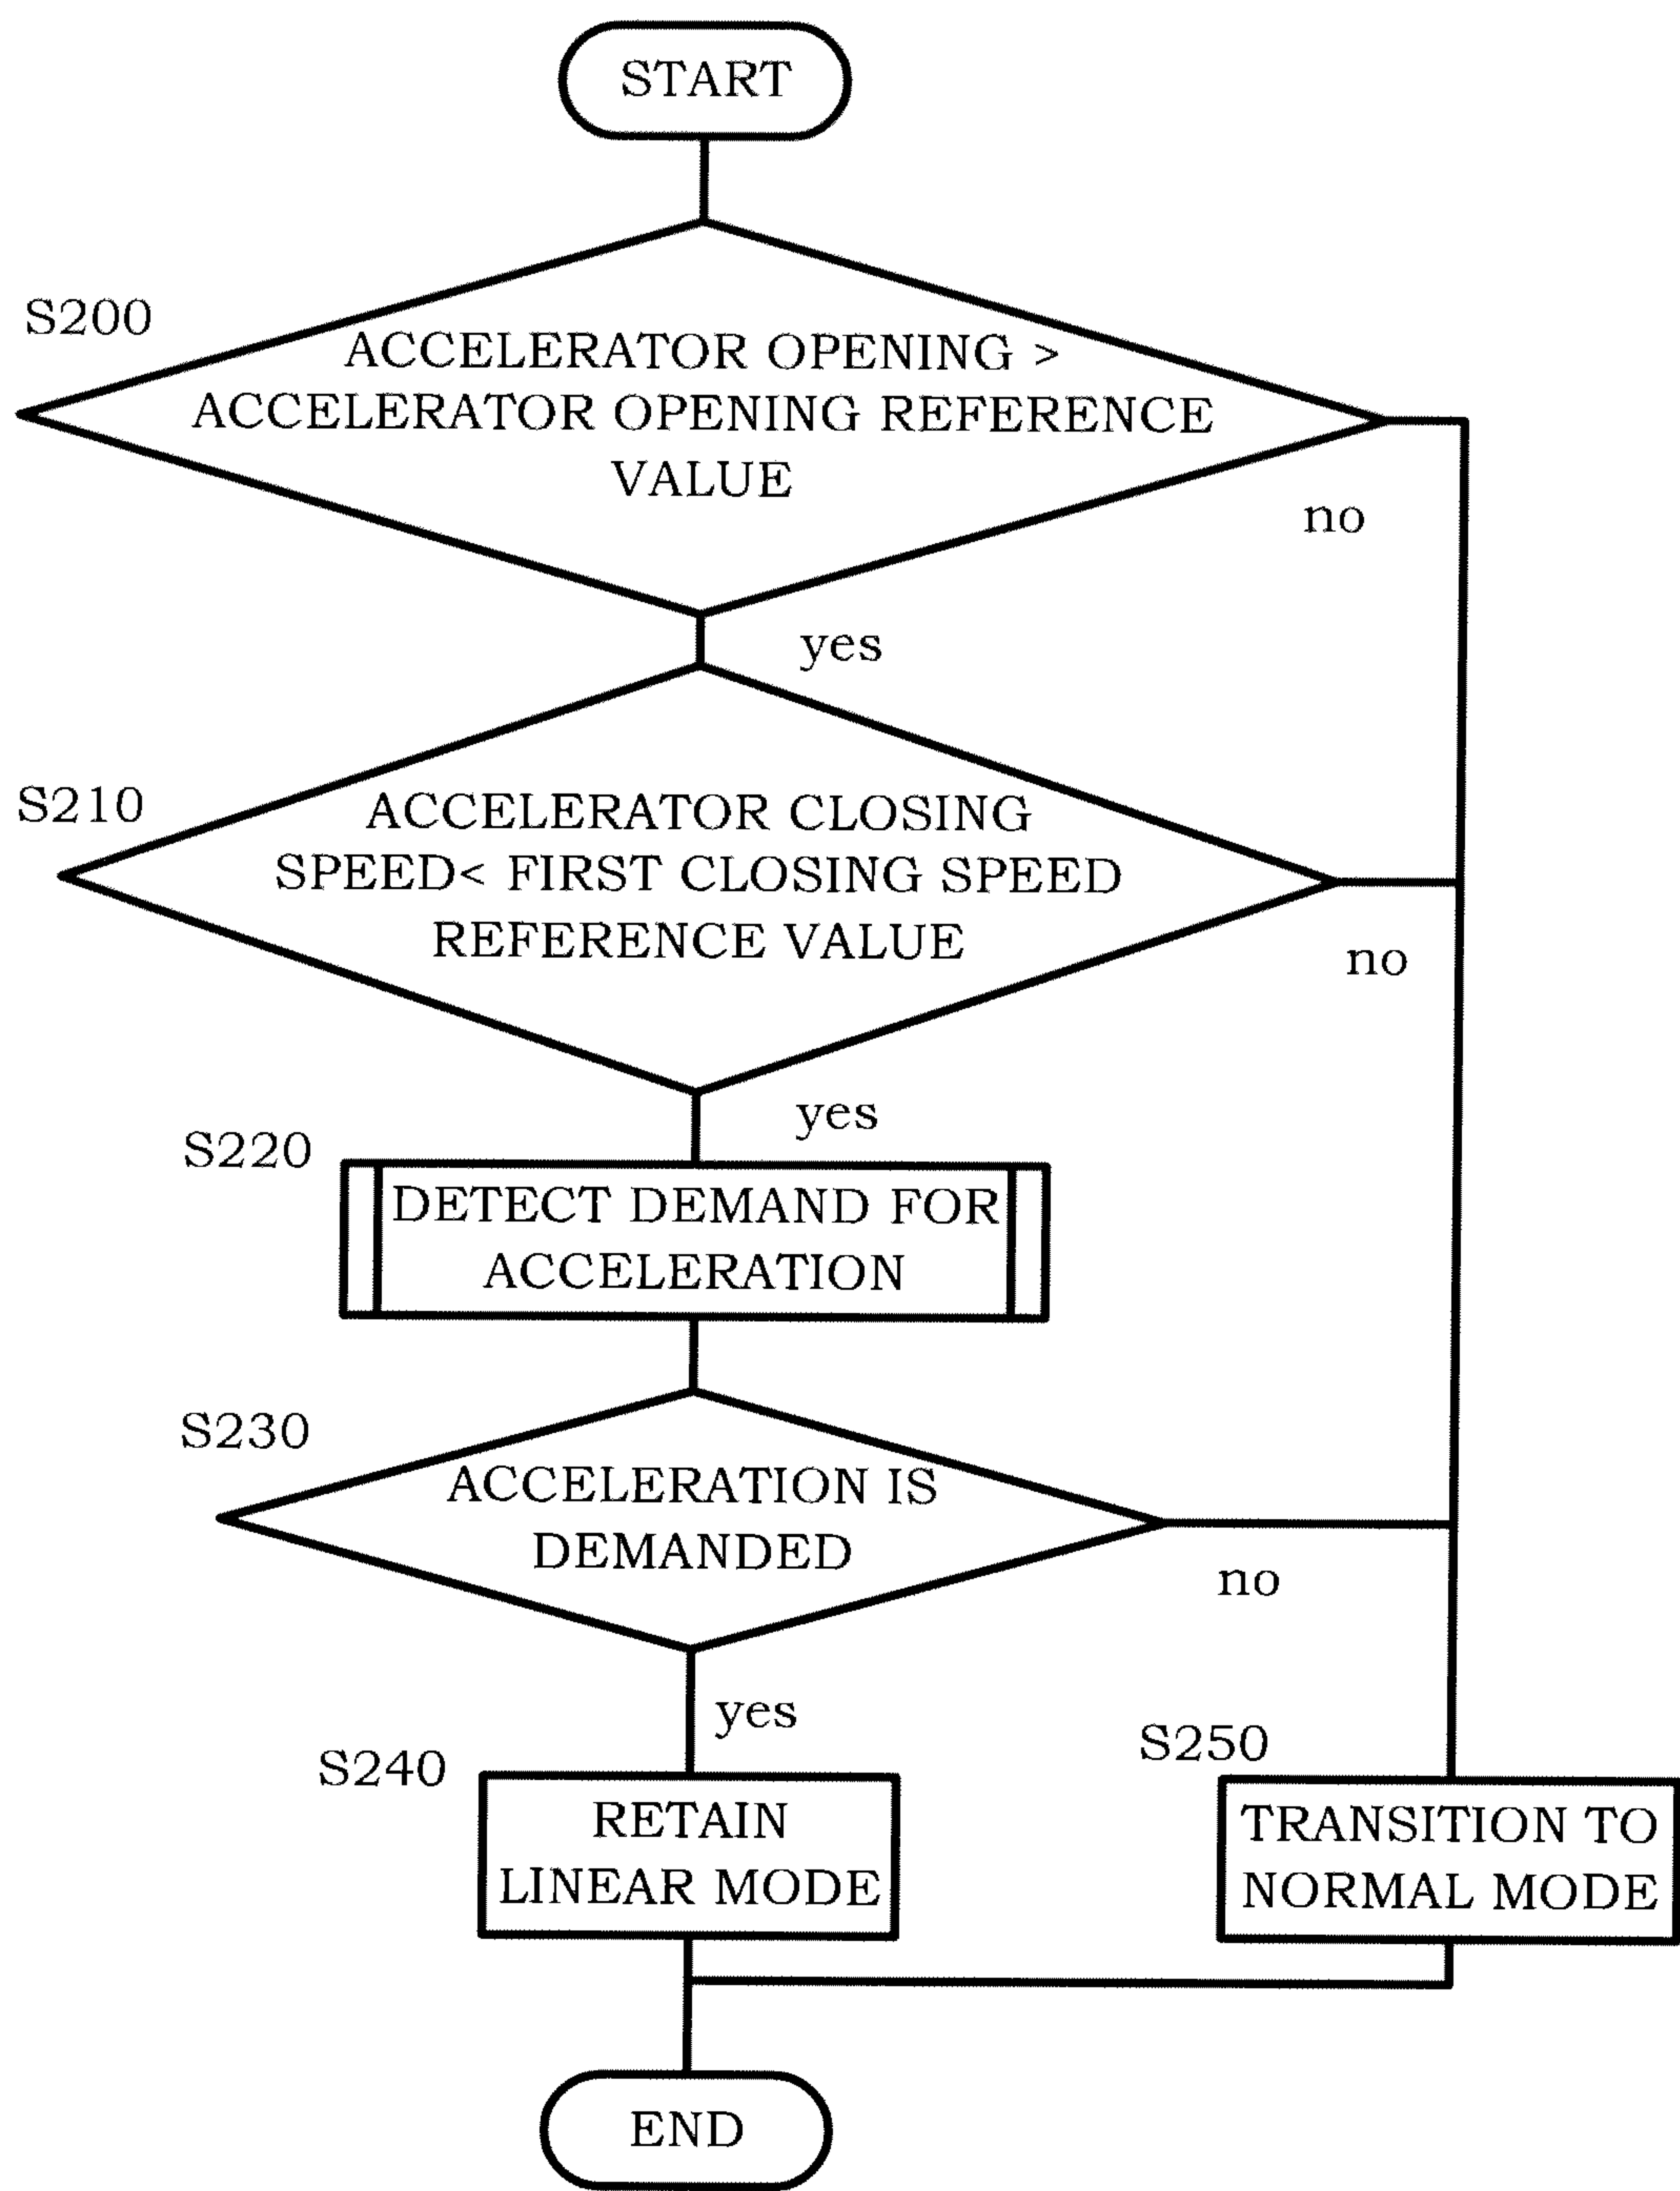 START
S200
ACCELERATOR OPENING >
ACCELERATOR OPENING REFERENCE
VALUE
no
yes
S210
ACCELERATOR CLOSING
SPEED< FIRST CLOSING SPEED
REFERENCE VALUE
no
yes
S220
DETECT DEMAND FOR
ACCELERATION
S230
ACCELERATION IS
DEMANDED
no
yes
S240
RETAIN
LINEAR MODE
S250
TRANSITION TO
NORMAL MODE
END